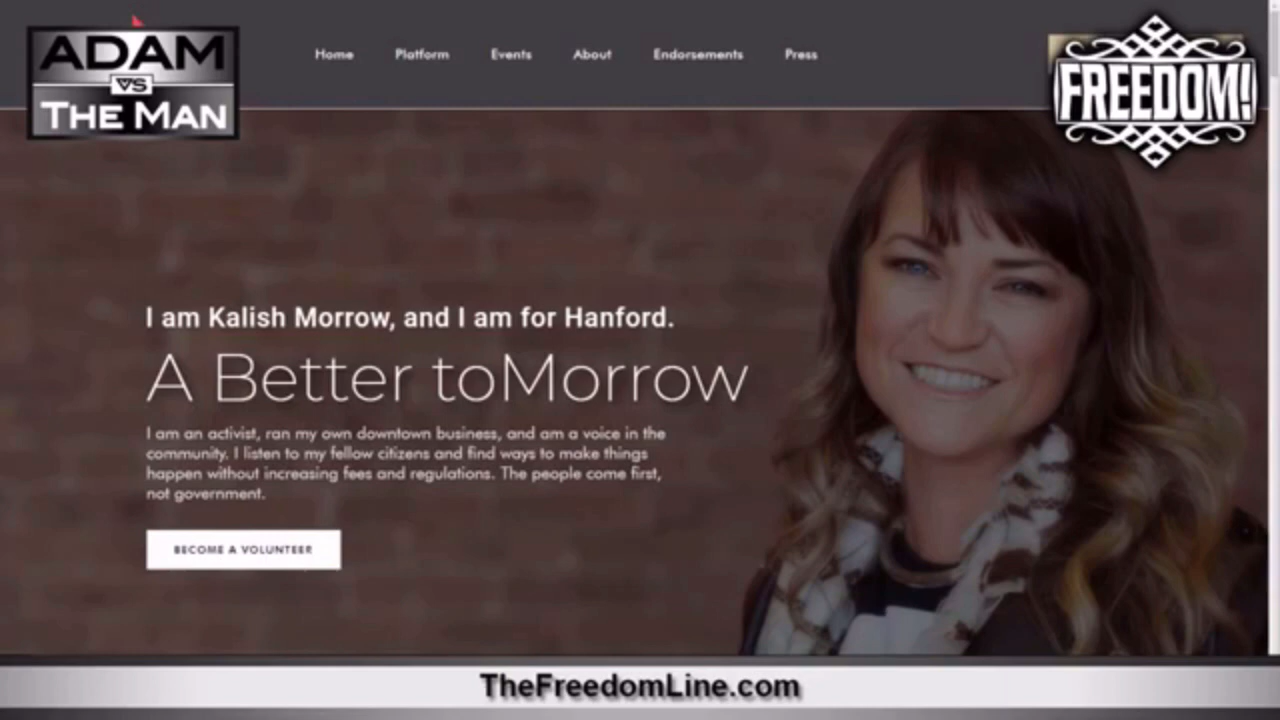 ADAM
VS
THE MAN
Home Platform Events About Endorsements Press
FREEDOM!
I am Kalish Morrow, and I am for Hanford.
A Better toMorrow
I am an activist, ran my own downtown business, and am a voice in the
community. I listen to my fellow citizens and find ways to make things
happen without increasing fees and regulations. The people come first,
not government.
BECOME A VOLUNTEER
TheFreedomLine.com